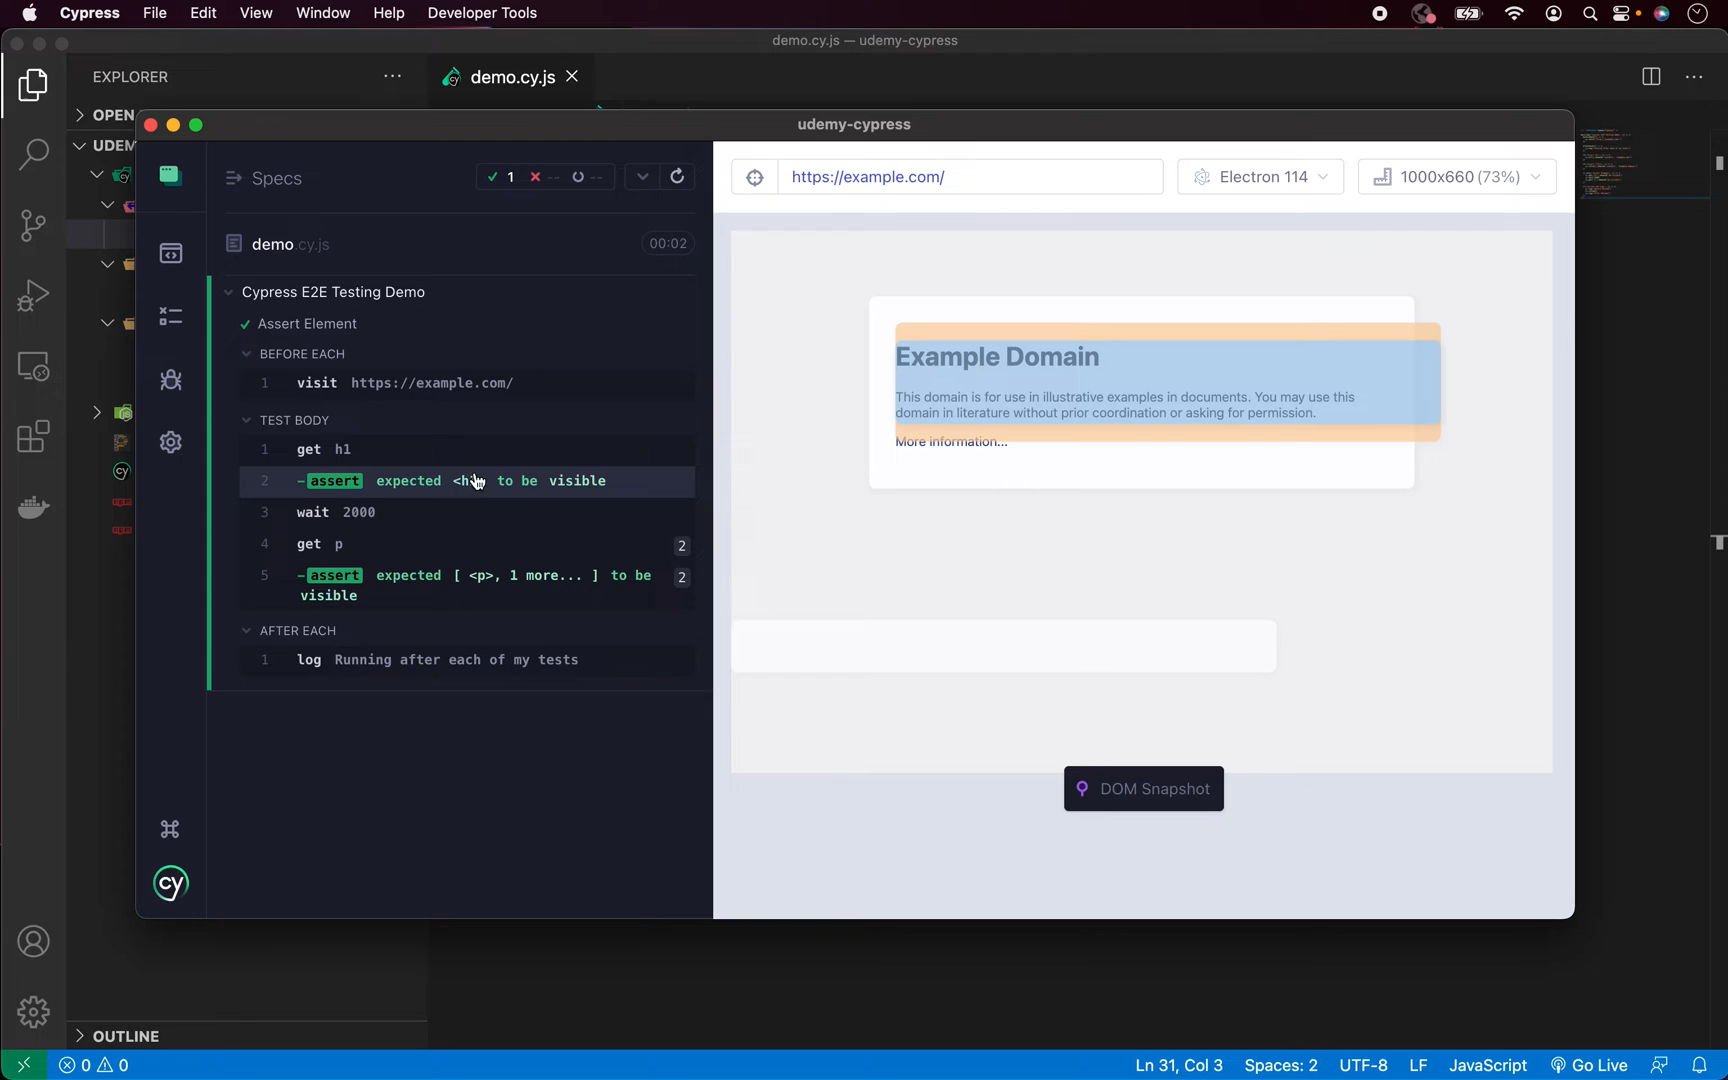 Cypress File Edit View Window Help Developer Tools
demo.cy.js — udemy-cypress
EXPLORER
demo.cy.js
OPEN
UDEM
udemy-cypress
Specs
1 -- --
https://example.com/
Electron 114
1000x660 (73%)
demo.cy.js
00:02
Cypress E2E Testing Demo
Assert Element
BEFORE EACH
1 visit https://example.com/
TEST BODY
1 get h1
2 -assert expected <h to be visible
3 wait 2000
4 get p 2
5 -assert expected [ <p>, 1 more... ] to be 2
visible
AFTER EACH
1 log Running after each of my tests
Example Domain
This domain is for use in illustrative examples in documents. You may use this
domain in literature without prior coordination or asking for permission.
More information...
DOM Snapshot
cy
OUTLINE
0 0
Ln 31, Col 3 Spaces: 2 UTF-8 LF JavaScript Go Live